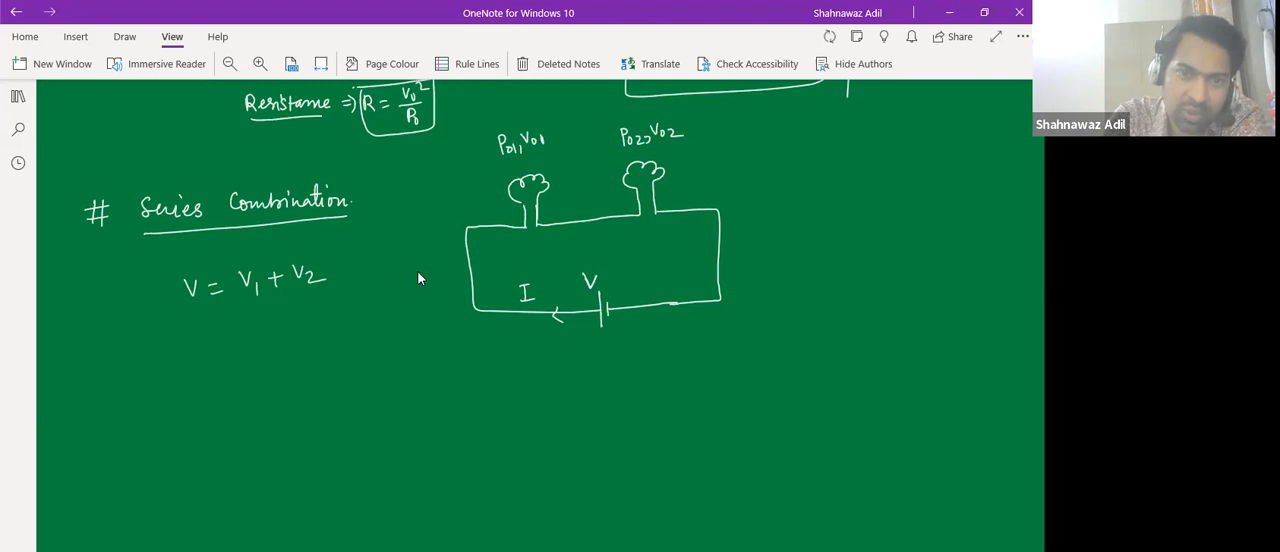 OneNote for Windows 10
Shahnawaz Adil
Home Insert Draw View Help
Share
New Window Immersive Reader Page Colour Rule Lines Deleted Notes Translate Check Accessibility Hide Authors
Resistame => R = V₀²/P₀
Shahnawaz Adil
P₀₁, V₀₁ P₀₂, V₀₂
# Series Combination.
V = V₁ + V₂
I V